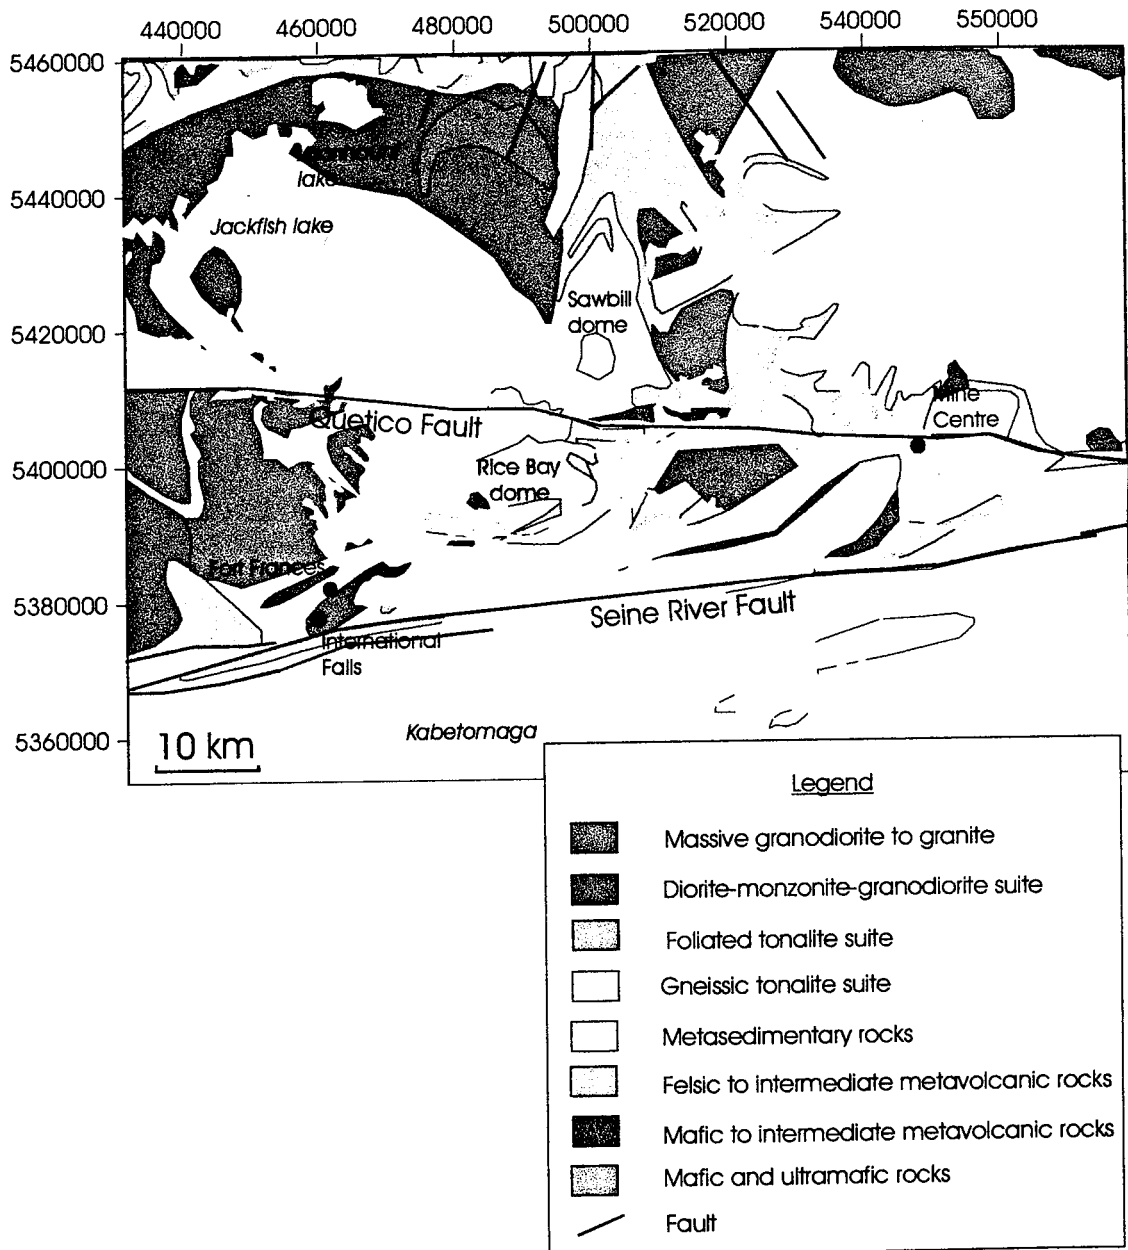 440000 460000 480000 500000 520000 540000 550000
5460000
5440000
5420000
5400000
5380000
5360000
lake
Jackfish lake
Sawbill
dome
Mine
Centre
Quetico Fault
Rice Bay
dome
Fort Frances
Seine River Fault
International
Falls
Kabetomaga
10 km
Legend
Massive granodiorite to granite
Diorite-monzonite-granodiorite suite
Foliated tonalite suite
Gneissic tonalite suite
Metasedimentary rocks
Felsic to intermediate metavolcanic rocks
Mafic to intermediate metavolcanic rocks
Mafic and ultramafic rocks
Fault